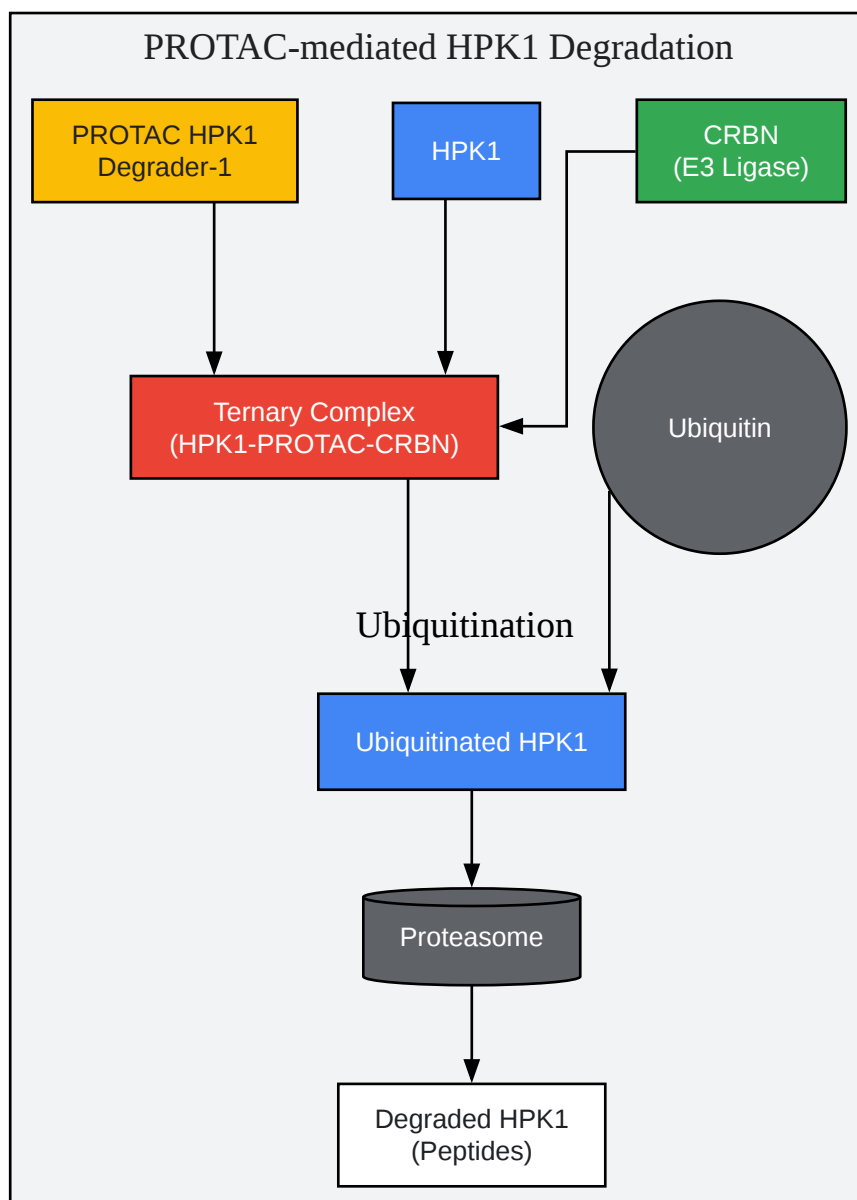 PROTAC-mediated HPK1 Degradation
PROTAC HPK1
Degrader-1
HPK1
CRBN
(E3 Ligase)
Ternary Complex
(HPK1-PROTAC-CRBN)
Ubiquitin
Ubiquitination
Ubiquitinated HPK1
Proteasome
Degraded HPK1
(Peptides)